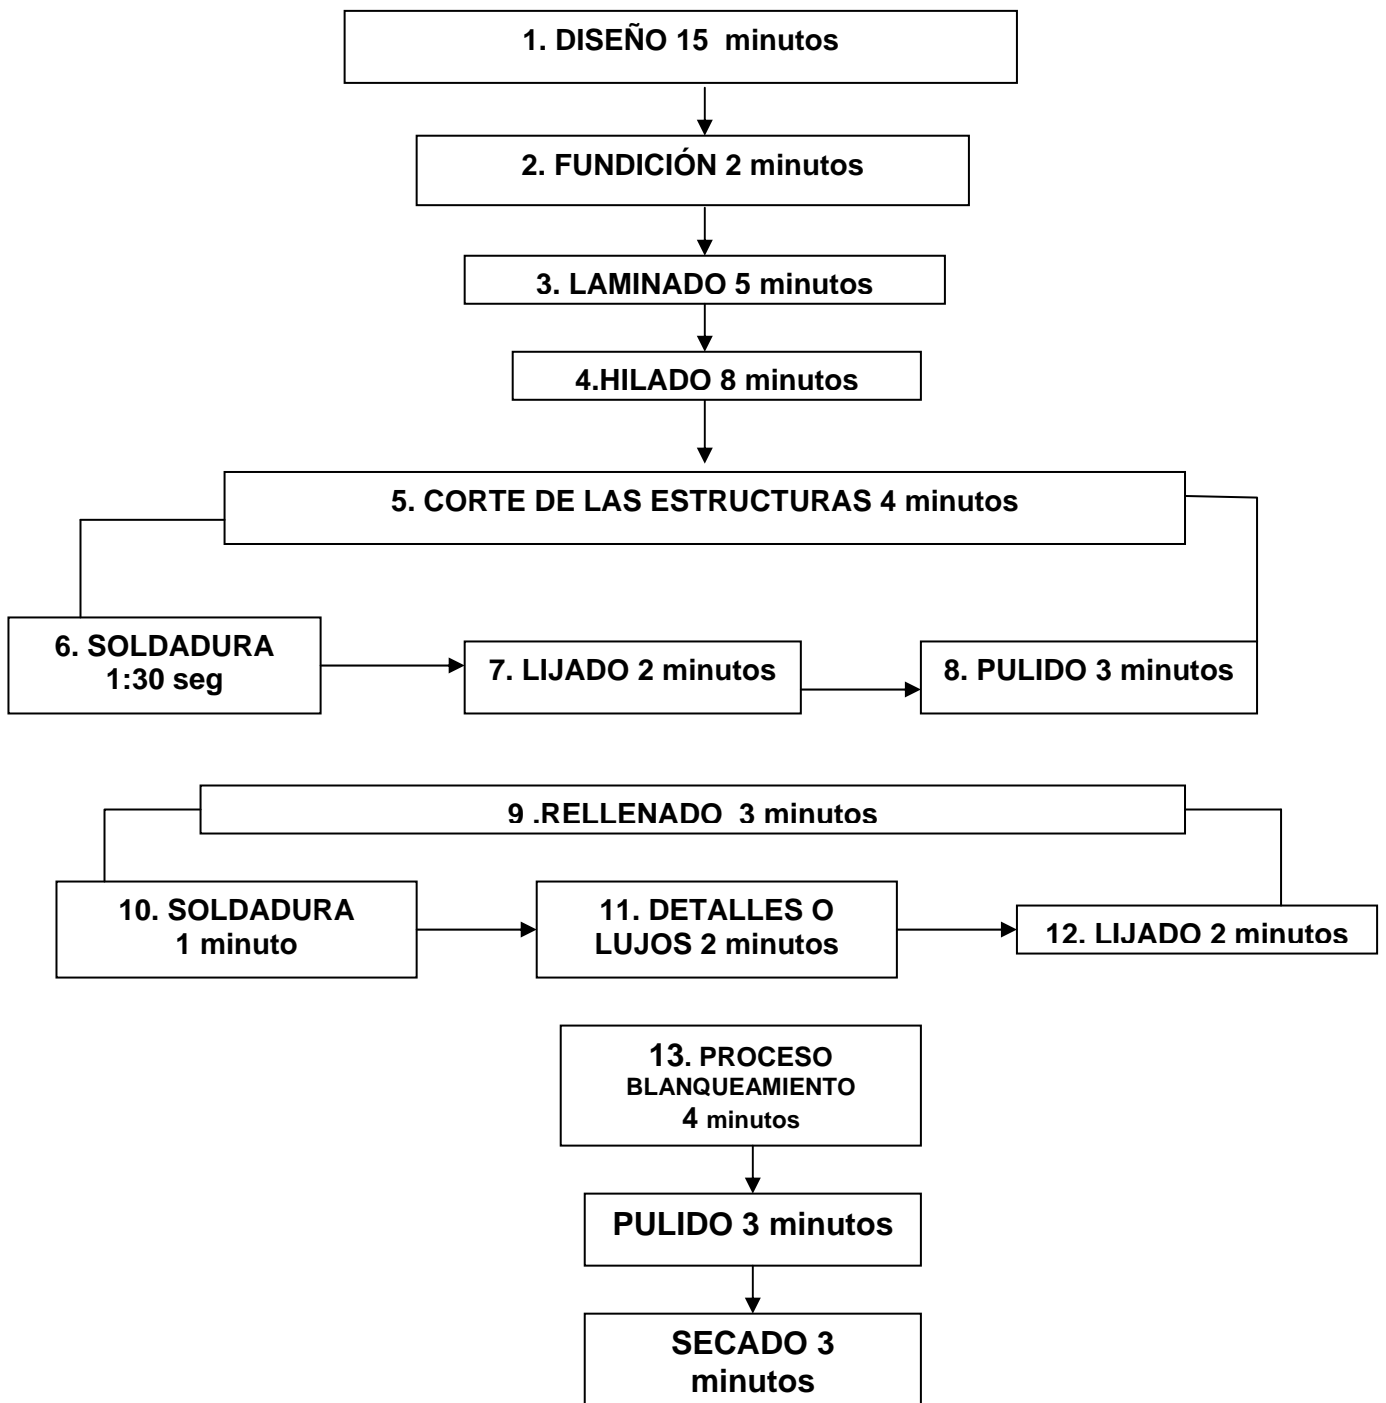 1. DISEÑO 15 minutos
2. FUNDICIÓN 2 minutos
3. LAMINADO 5 minutos
4.HILADO 8 minutos
5. CORTE DE LAS ESTRUCTURAS 4 minutos
6. SOLDADURA
1:30 seg
7. LIJADO 2 minutos
8. PULIDO 3 minutos
9 .RELLENADO 3 minutos
10. SOLDADURA
1 minuto
11. DETALLES O
LUJOS 2 minutos
12. LIJADO 2 minutos
13. PROCESO
BLANQUEAMIENTO
4 minutos
PULIDO 3 minutos
SECADO 3
minutos